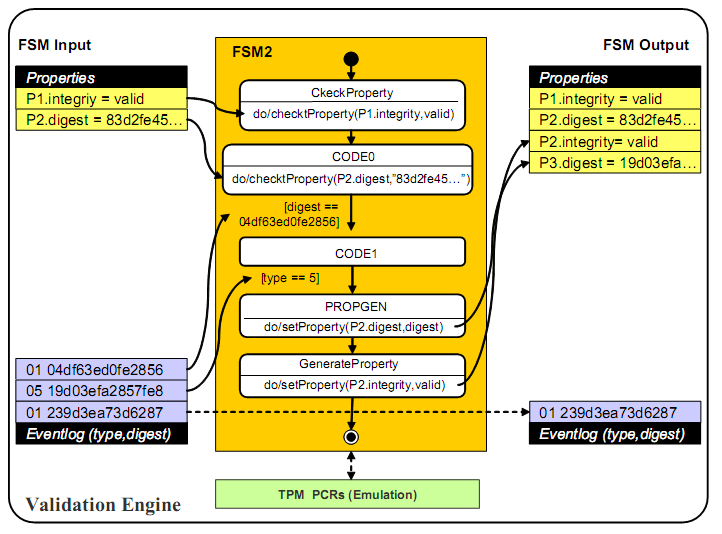 FSM Input
FSM2
FSM Output
Properties
P1.integriy = valid
P2.digest = 83d2fe45...
CkeckProperty
do/checktProperty(P1.integrity,valid)
CODE0
do/checktProperty(P2.digest,"83d2fe45...")
[digest ==
04df63ed0fe2856]
CODE1
[type == 5]
PROPGEN
do/setProperty(P2.digest,digest)
GenerateProperty
do/setProperty(P2.integrity,valid)
Properties
P1.integrity = valid
P2.digest = 83d2fe45...
P2.integrity= valid
P3.digest = 19d03efa...
01 04df63ed0fe2856
05 19d03efa2857fe8
01 239d3ea73d6287
Eventlog (type,digest)
01 239d3ea73d6287
Eventlog (type,digest)
TPM PCRs (Emulation)
Validation Engine